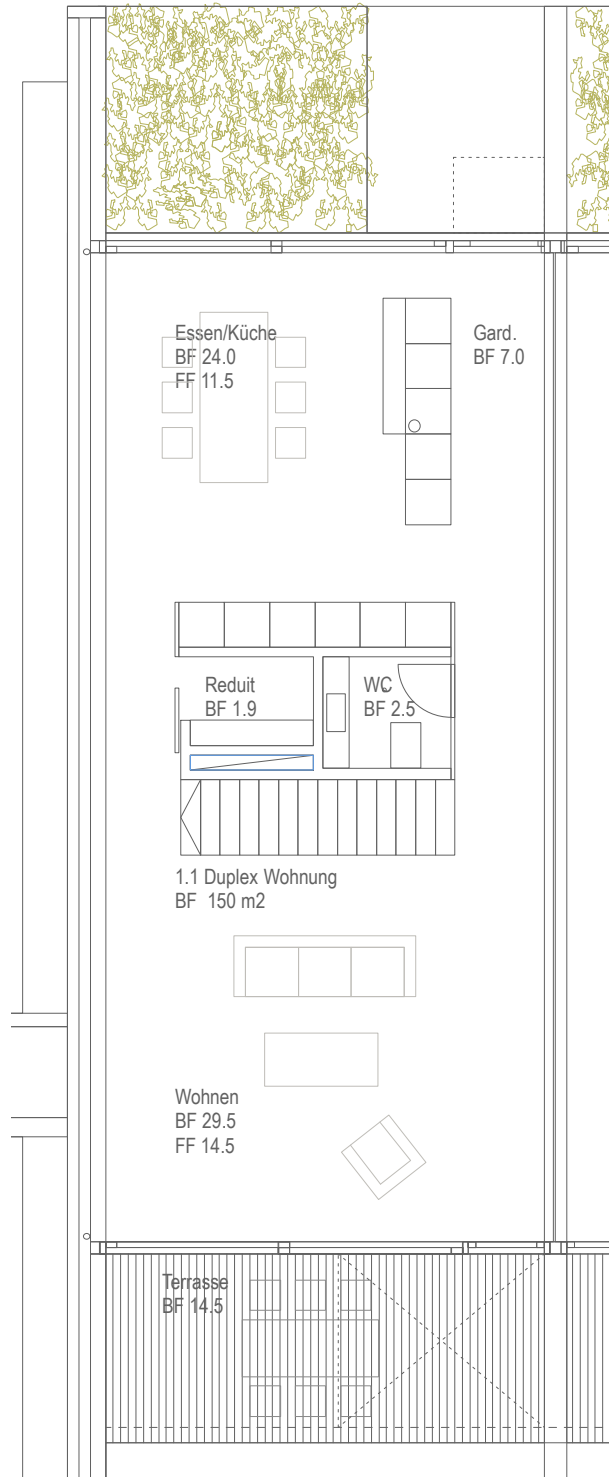 Essen/Küche
BF 24.0
FF 11.5
Gard.
BF 7.0
Reduit
BF 1.9
WC
BF 2.5
1.1 Duplex Wohnung
BF 150 m2
Wohnen
BF 29.5
FF 14.5
Terrasse
BF 14.5